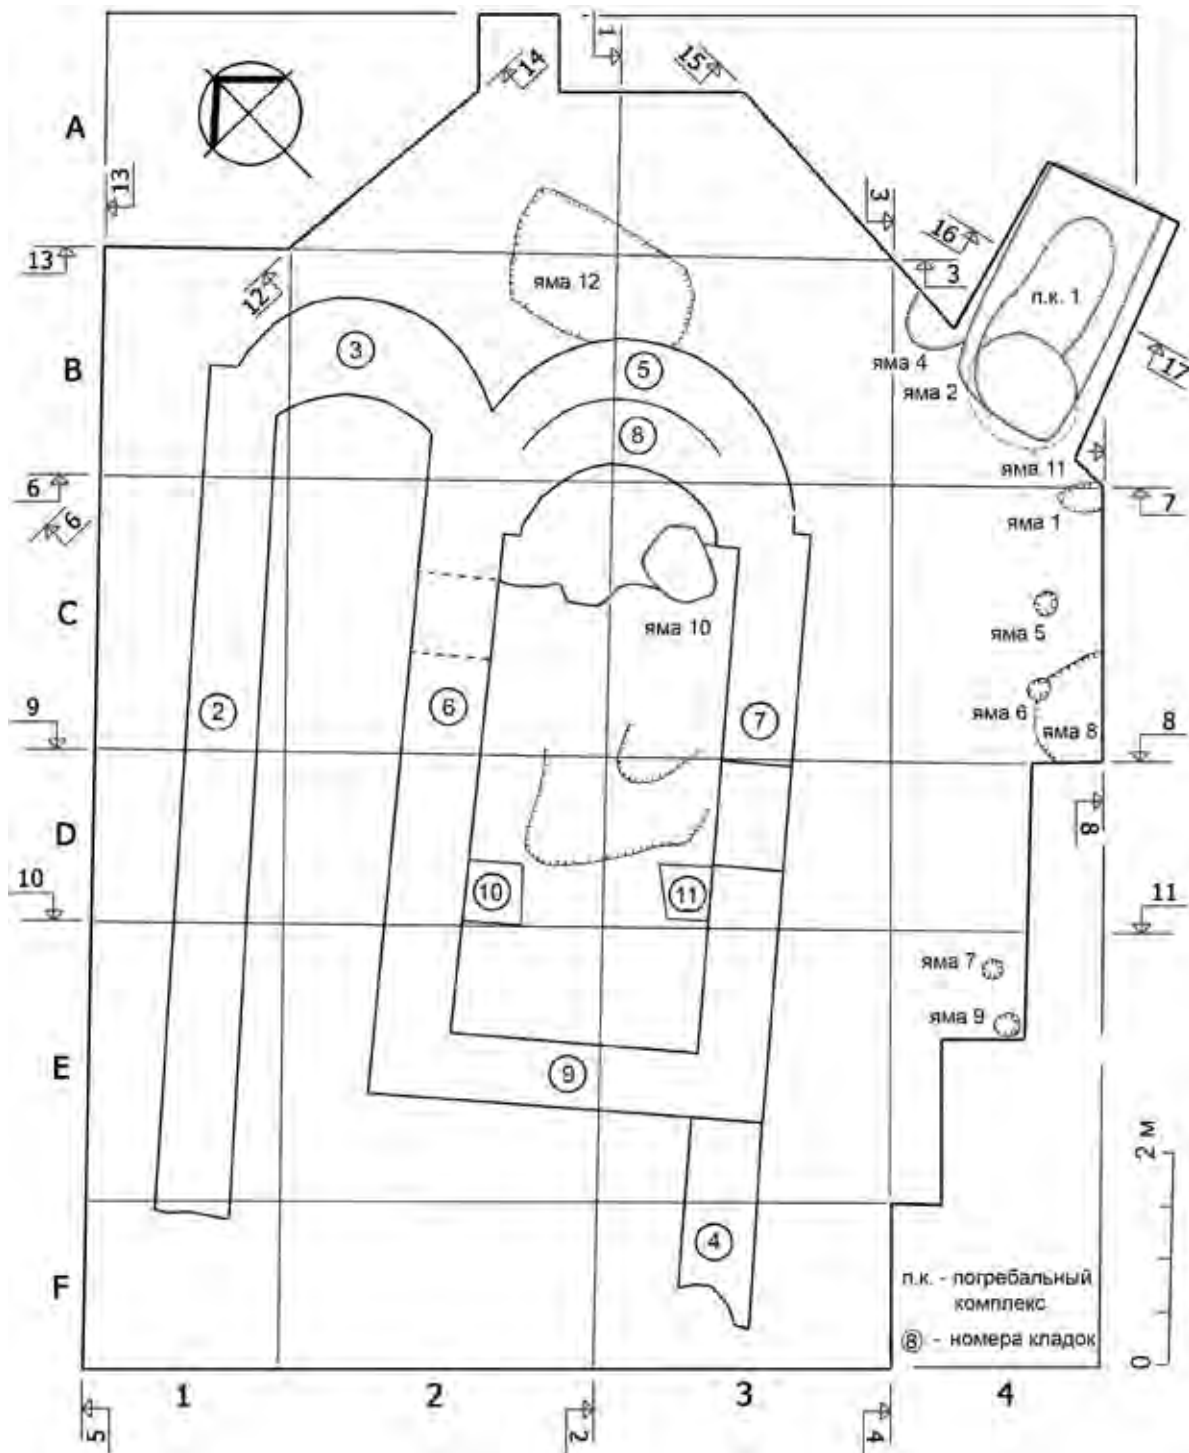 1
14
15
A
13
3
16
13
12
3
яма 12
п.к. 1
3
17
B
5
яма 4
яма 2
8
яма 11
6
7
6
яма 1
C
яма 5
яма 10
9
2
6
7
яма 6
яма 8
8
D
8
10
10
11
11
яма 7
яма 9
E
9
2 м
4
F
п.к. - погребальный
комплекс
⑧ - номера кладок
0
1
2
3
4
5
2
4